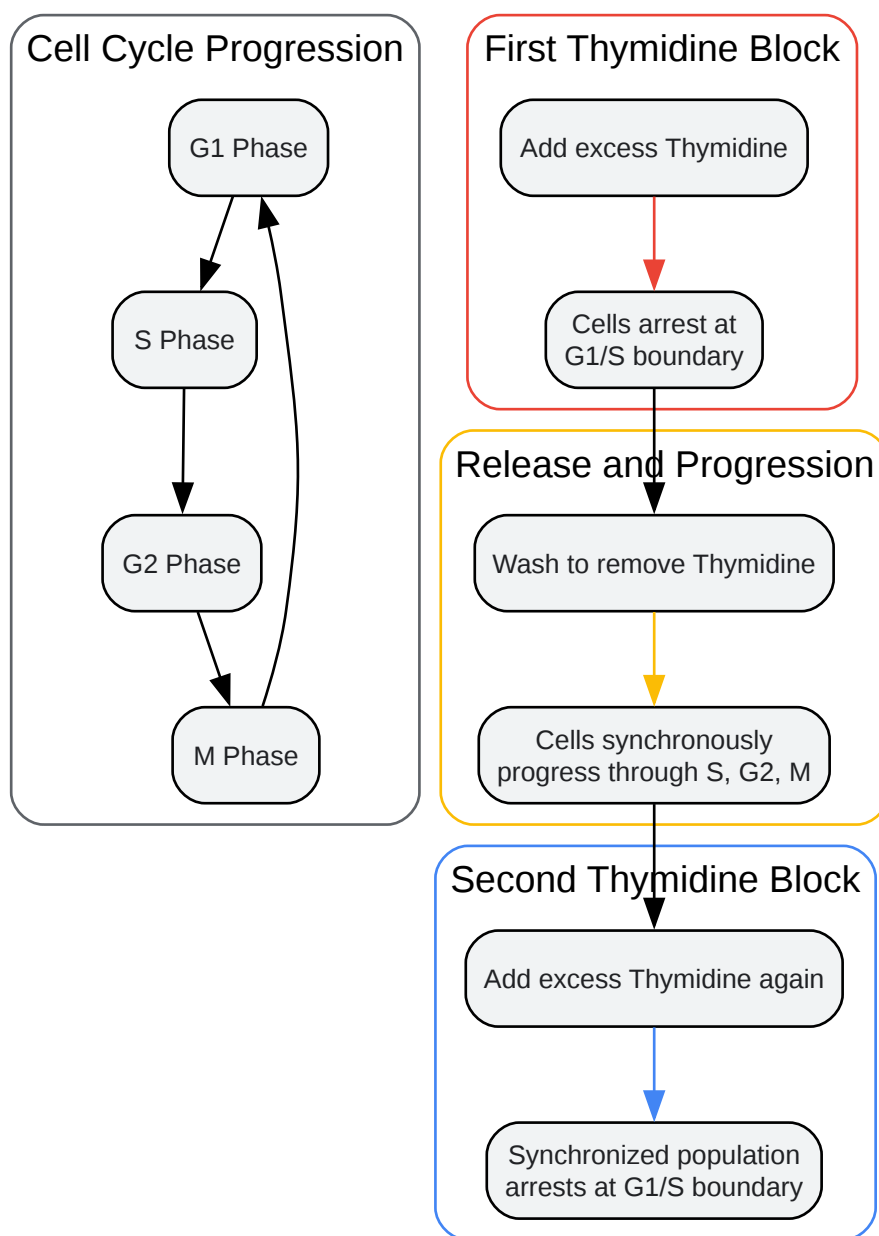 Cell Cycle Progression
G1 Phase
S Phase
G2 Phase
M Phase
First Thymidine Block
Add excess Thymidine
Cells arrest at
G1/S boundary
Release and Progression
Wash to remove Thymidine
Cells synchronously
progress through S, G2, M
Second Thymidine Block
Add excess Thymidine again
Synchronized population
arrests at G1/S boundary